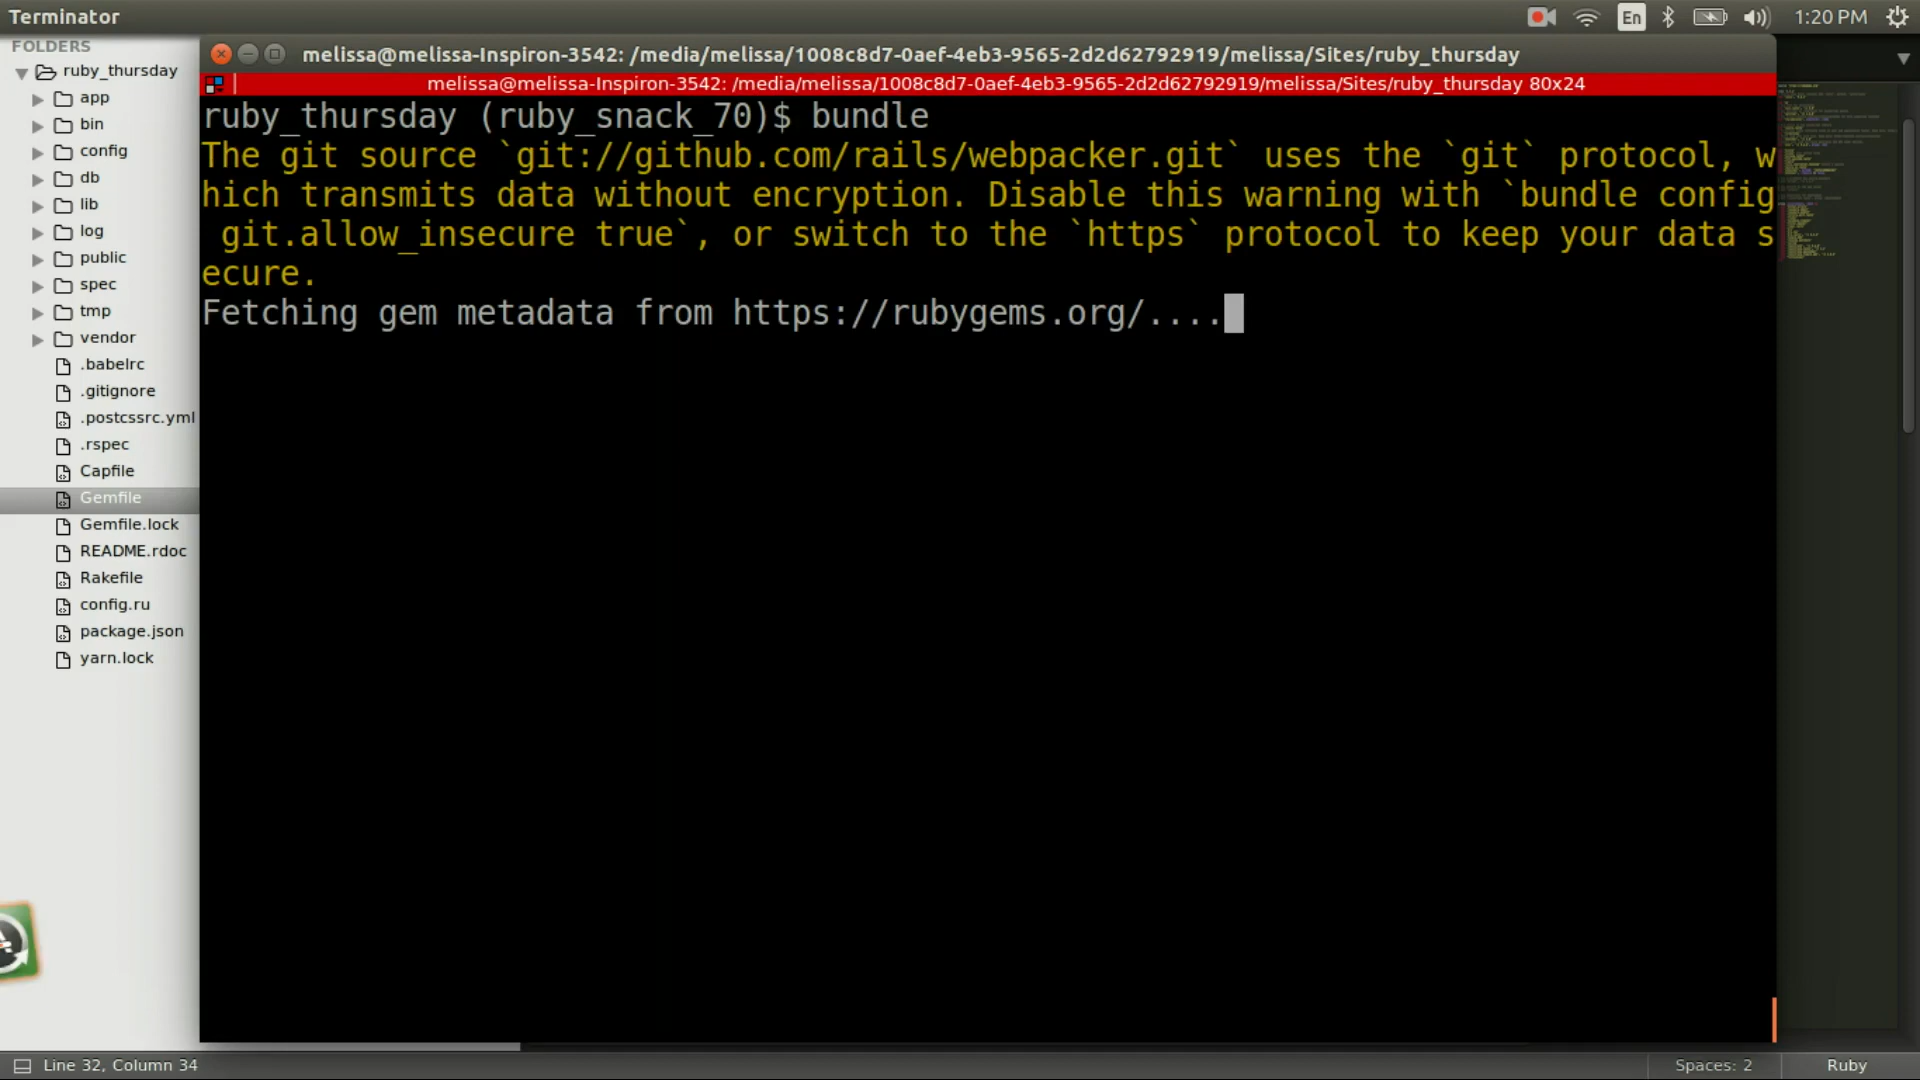 Terminator
En
1:20 PM
FOLDERS
ruby_thursday
app
bin
config
db
lib
log
public
spec
tmp
vendor
.babelrc
.gitignore
.postcssrc.yml
.rspec
Capfile
Gemfile
Gemfile.lock
README.rdoc
Rakefile
config.ru
package.json
yarn.lock
melissa@melissa-Inspiron-3542: /media/melissa/1008c8d7-0aef-4eb3-9565-2d2d62792919/melissa/Sites/ruby_thursday
melissa@melissa-Inspiron-3542: /media/melissa/1008c8d7-0aef-4eb3-9565-2d2d62792919/melissa/Sites/ruby_thursday 80x24
ruby_thursday (ruby_snack_70)$ bundle
The git source `git://github.com/rails/webpacker.git` uses the `git` protocol, w
hich transmits data without encryption. Disable this warning with `bundle config
 git.allow_insecure true`, or switch to the `https` protocol to keep your data s
ecure.
Fetching gem metadata from https://rubygems.org/....
Line 32, Column 34
Spaces: 2
Ruby